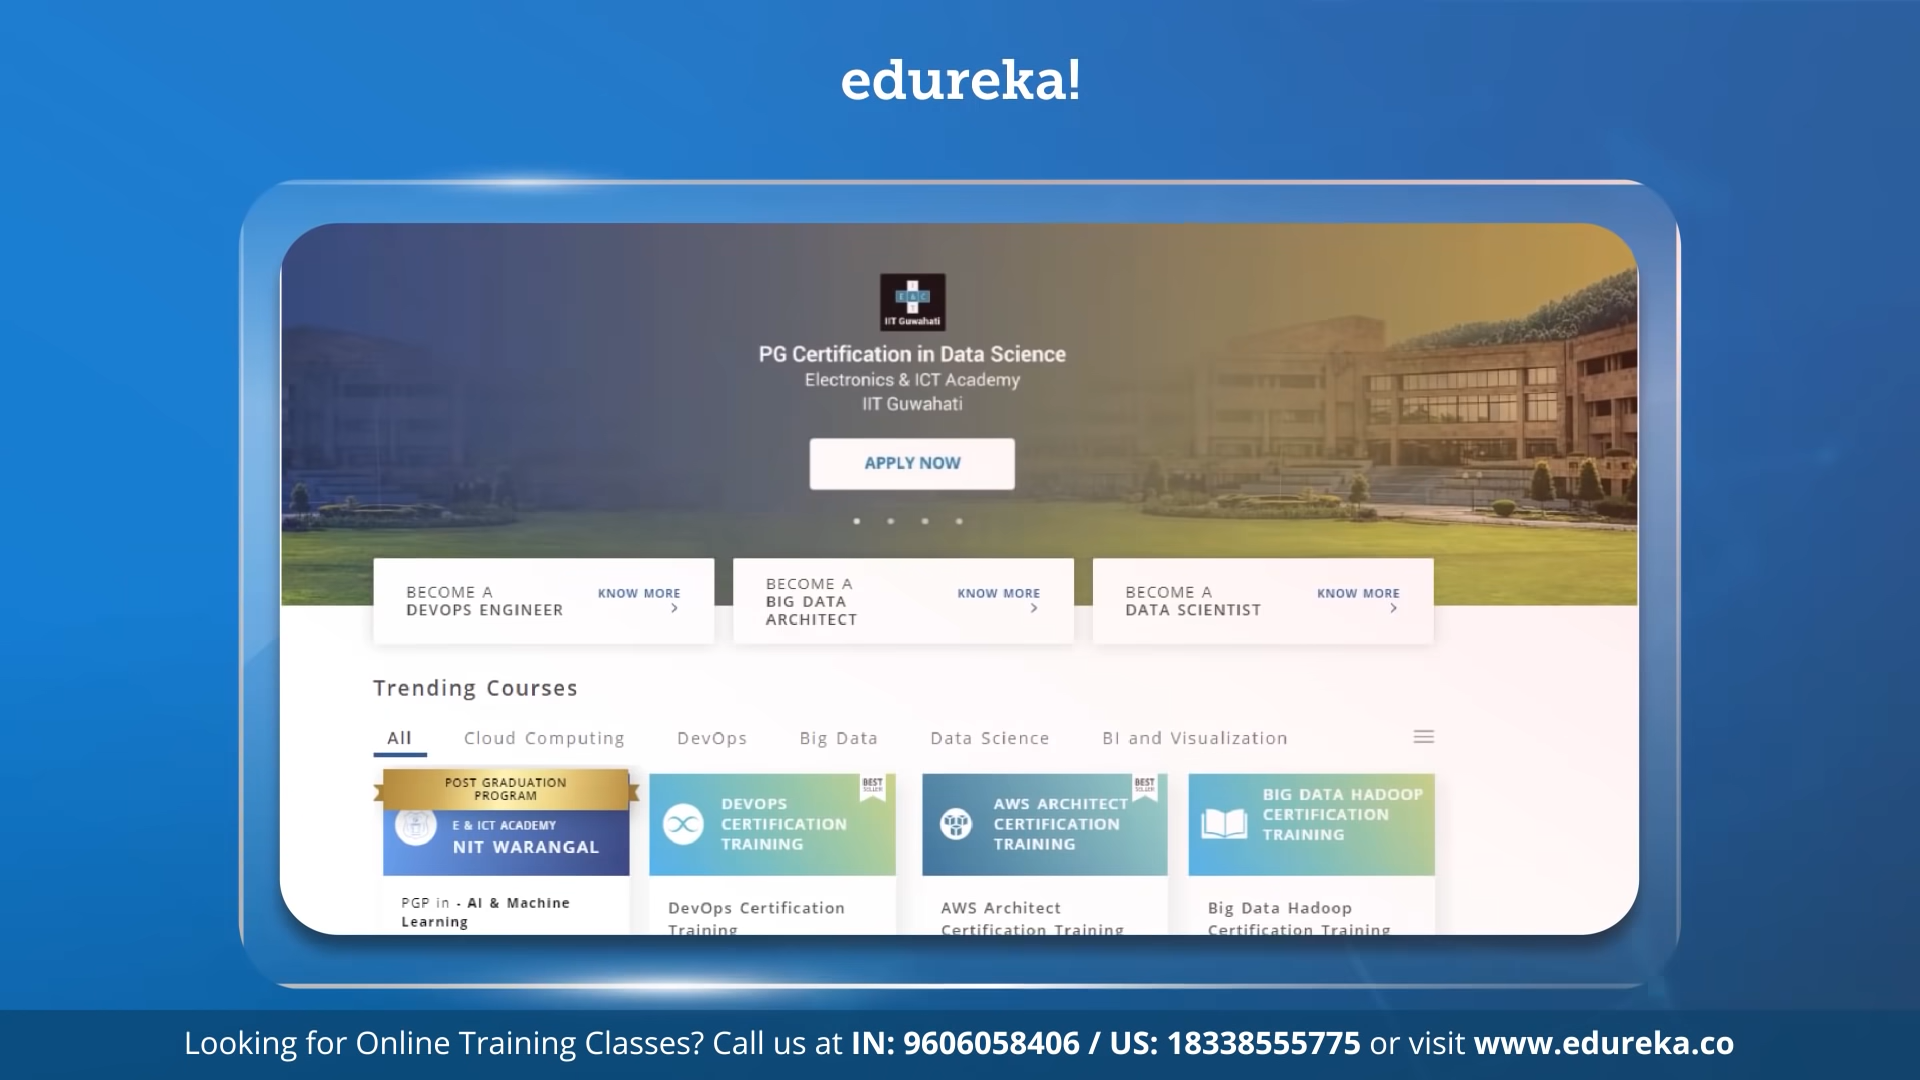 edureka!
IIT Guwahati
PG Certification in Data Science
Electronics & ICT Academy
IIT Guwahati
APPLY NOW
BECOME A
DEVOPS ENGINEER
KNOW MORE
BECOME A
BIG DATA
ARCHITECT
KNOW MORE
BECOME A
DATA SCIENTIST
KNOW MORE
Trending Courses
All
Cloud Computing
DevOps
Big Data
Data Science
BI and Visualization
POST GRADUATION
PROGRAM
E & ICT ACADEMY
NIT WARANGAL
PGP in - AI & Machine
Learning
BEST
SELLER
DEVOPS
CERTIFICATION
TRAINING
DevOps Certification
Training
BEST
SELLER
AWS ARCHITECT
CERTIFICATION
TRAINING
AWS Architect
Certification Training
BIG DATA HADOOP
CERTIFICATION
TRAINING
Big Data Hadoop
Certification Training
Looking for Online Training Classes? Call us at IN: 9606058406 / US: 18338555775 or visit www.edureka.co